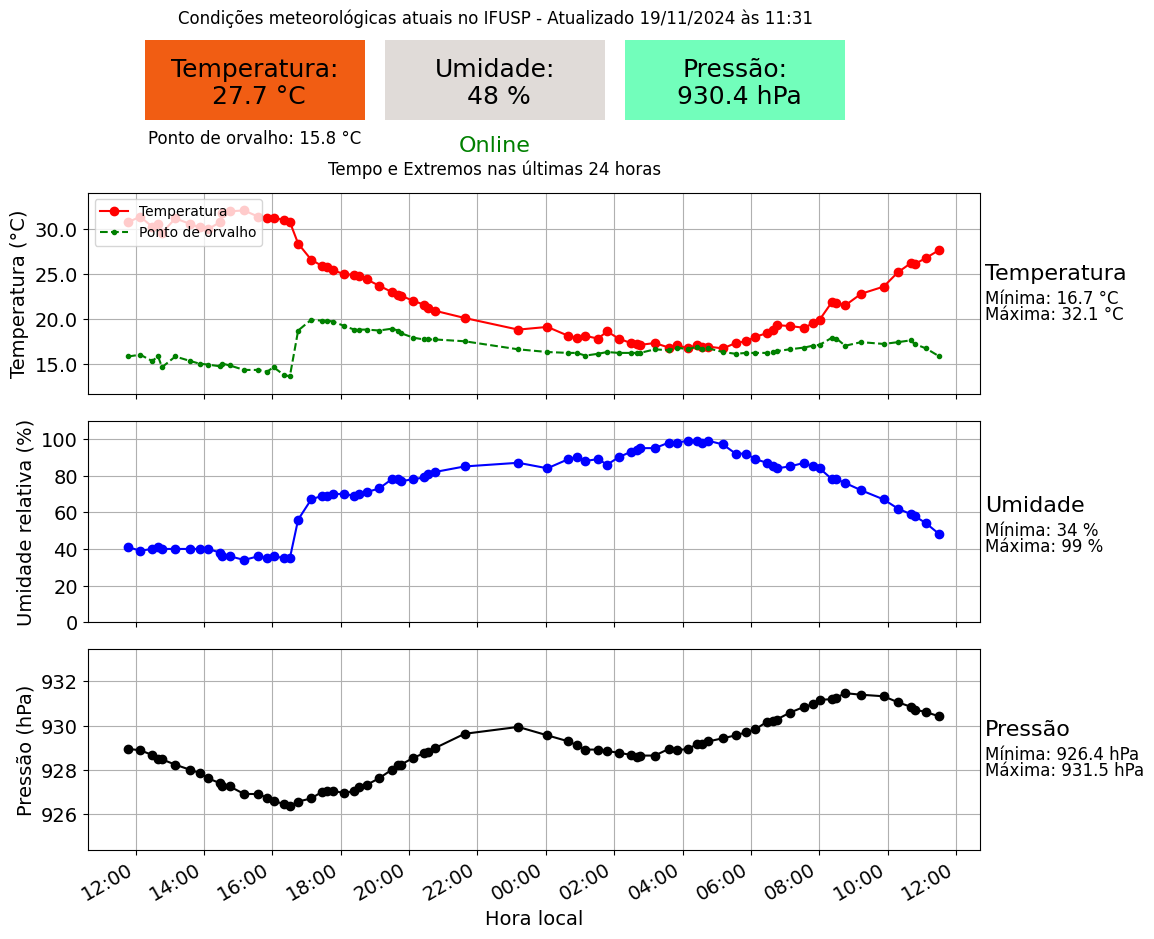 Condições meteorológicas atuais no IFUSP - Atualizado 19/11/2024 às 11:31
Temperatura:
27.7 °C
Umidade:
48 %
Pressão:
930.4 hPa
Ponto de orvalho: 15.8 °C
Online
Tempo e Extremos nas últimas 24 horas
Temperatura (°C)
30.0
25.0
20.0
15.0
Temperatura
Ponto de orvalho
Temperatura
Mínima: 16.7 °C
Máxima: 32.1 °C
Umidade relativa (%)
100
80
60
40
20
0
Umidade
Mínima: 34 %
Máxima: 99 %
Pressão (hPa)
932
930
928
926
Pressão
Mínima: 926.4 hPa
Máxima: 931.5 hPa
12:00 14:00 16:00 18:00 20:00 22:00 00:00 02:00 04:00 06:00 08:00 10:00 12:00
Hora local